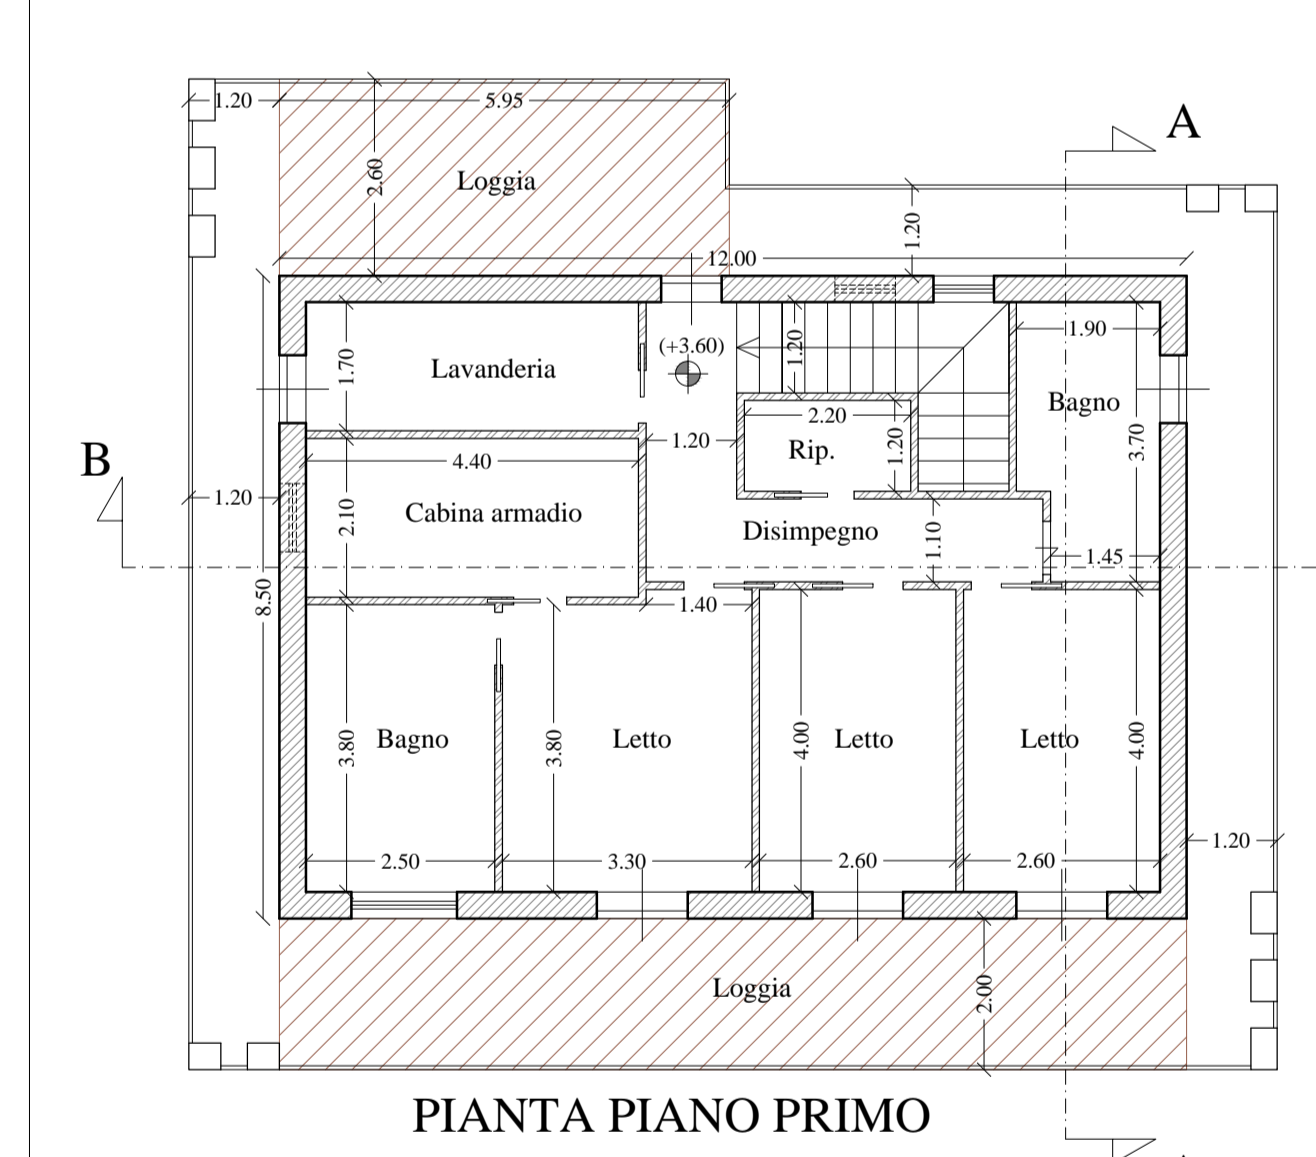 1.20
5.95
A
2.60
Loggia
1.20
12.00
1.90
(+3.60)
1.20
1.70
Lavanderia
Bagno
2.20
1.20
Rip.
1.20
3.70
B
4.40
1.20
2.10
Cabina armadio
Disimpegno
1.10
1.45
8.50
1.40
3.80
Bagno
3.80
Letto
4.00
Letto
Letto
4.00
2.50
3.30
2.60
2.60
1.20
Loggia
2.00
PIANTA PIANO PRIMO